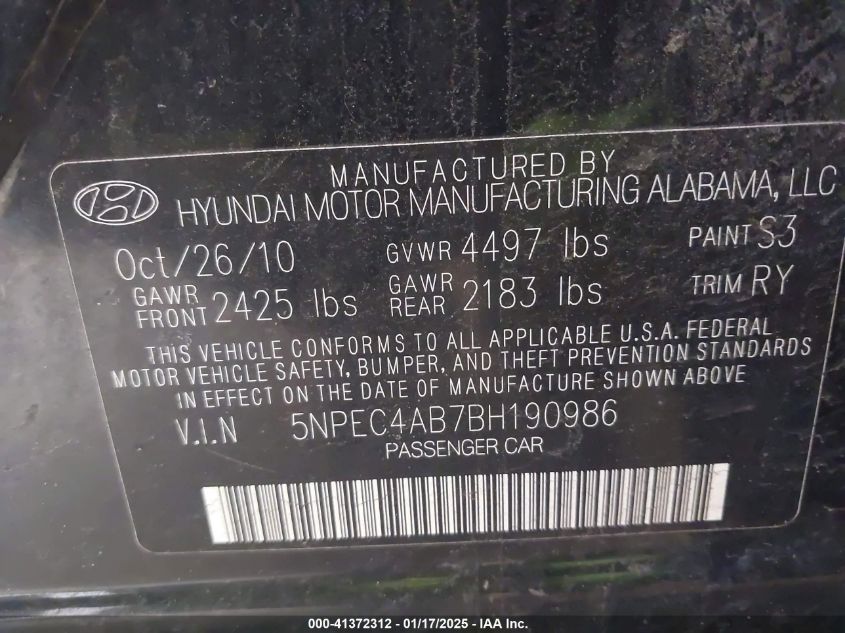 MANUFACTURED BY
HYUNDAI MOTOR MANUFACTURING ALABAMA, LLC
Oct/26/10 GVWR 4497 lbs PAINT S3
GAWR FRONT 2425 lbs GAWR REAR 2183 lbs TRIM RY
THIS VEHICLE CONFORMS TO ALL APPLICABLE U.S.A. FEDERAL
MOTOR VEHICLE SAFETY, BUMPER, AND THEFT PREVENTION STANDARDS
IN EFFECT ON THE DATE OF MANUFACTURE SHOWN ABOVE
V.I.N 5NPEC4AB7BH190986
PASSENGER CAR
000-41372312 - 01/17/2025 - IAA Inc.